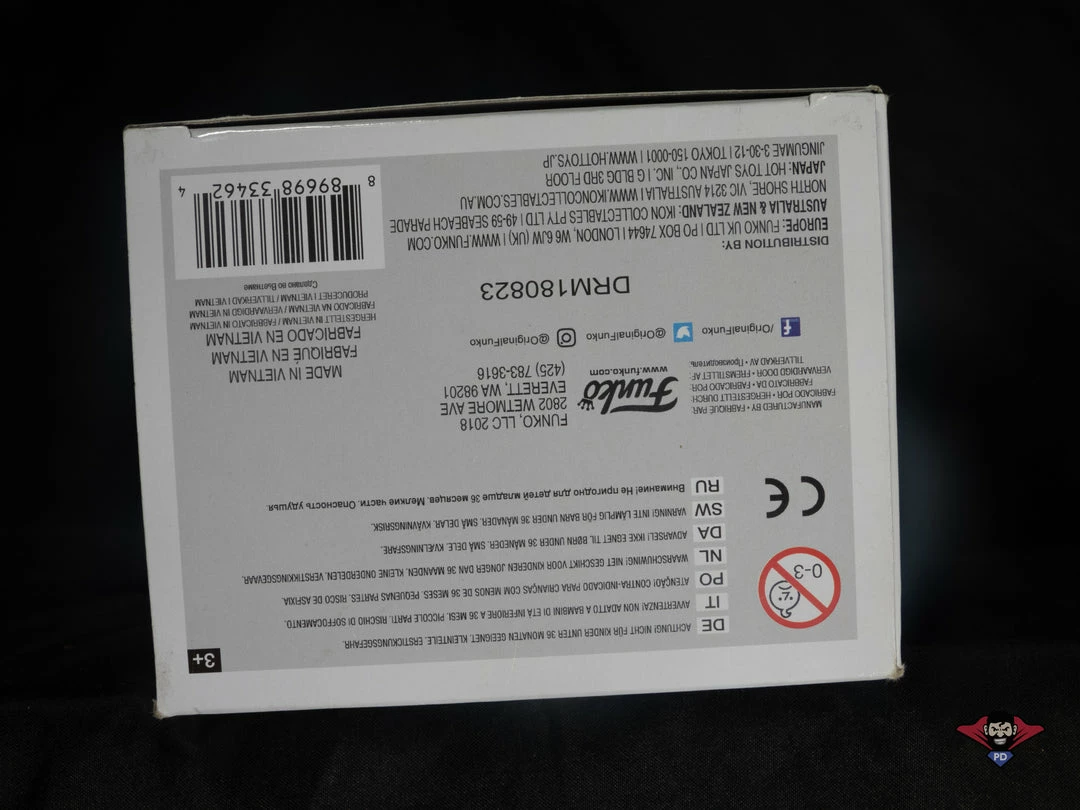 3+
DE ACHTUNG! NICHT FÜR KINDER UNTER 36 MONATEN GEEIGNET. KLEINTEILE. ERSTICKUNGSGEFAHR.
IT AVVERTENZA! NON ADATTO A BAMBINI DI ETÀ INFERIORE A 36 MESI. PICCOLE PARTI. RISCHIO DI SOFFOCAMENTO.
PO ATENÇÃO! CONTRA-INDICADO PARA CRIANÇAS COM MENOS DE 36 MESES. PEQUENAS PARTES. RISCO DE ASFIXIA.
NL WAARSCHUWING! NIET GESCHIKT VOOR KINDEREN JONGER DAN 36 MAANDEN. KLEINE ONDERDELEN. VERSTIKKINGSGEVAAR.
DA ADVARSEL! IKKE EGNET TIL BØRN UNDER 36 MÅNEDER. SMÅ DELE. KVÆLNINGSFARE.
SW VARNING! INTE LÄMPLIG FÖR BARN UNDER 36 MÅNADER. SMÅ DELAR. KVÄVNINGSRISK.
RU Внимание! Не пригодно для детей младше 36 месяцев. Мелкие части. Опасность удушья.
0-3
CE
MANUFACTURED BY • FABRIQUÉ PAR:
FABRICADO POR • HERGESTELLT DURCH:
FABBRICATO DA • FABRICADO POR:
VERVAARDIGD DOOR • FREMSTILLET AF:
TILLVERKAD AV • Производитель:
Funko
www.funko.com
FUNKO, LLC 2018
2802 WETMORE AVE
EVERETT, WA 98201
(425) 783-3616
/OriginalFunko
@OriginalFunko
@OriginalFunko
DRM180823
MADE IN VIETNAM
FABRIQUÉ EN VIETNAM
FABRICADO EN VIETNAM
HERGESTELLT IN VIETNAM / FABBRICATO IN VIETNAM
FABRICADO NA VIETNAM / VERVAARDIGD IN VIETNAM
PRODUCERET I VIETNAM / TILLVERKAD I VIETNAM
Сделано во Вьетнаме
DISTRIBUTION BY:
EUROPE: FUNKO UK LTD | PO BOX 74644 | LONDON, W6 6JW (UK) | WWW.FUNKO.COM
AUSTRALIA & NEW ZEALAND: IKON COLLECTABLES PTY LTD | 49-59 SEABEACH PARADE
NORTH SHORE, VIC 3214 AUSTRALIA | WWW.IKONCOLLECTABLES.COM.AU
JAPAN: HOT TOYS JAPAN CO., INC. | G BLDG 3RD FLOOR
JINGUMAE 3-30-12 | TOKYO 150-0001 | WWW.HOTTOYS.JP
8 89698 33462 4
PD